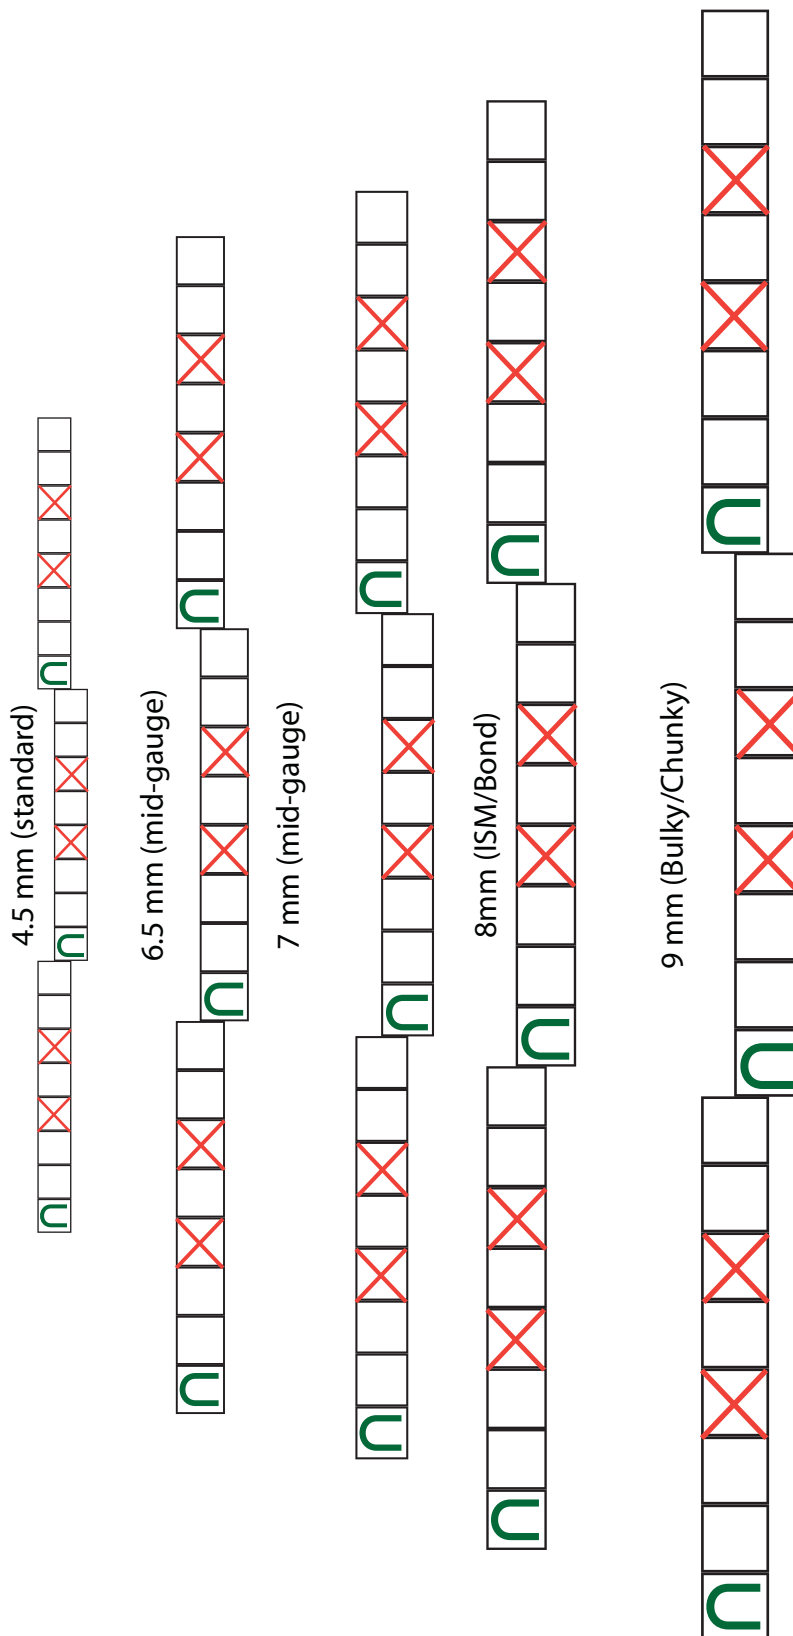 4.5 mm (standard)
6.5 mm (mid-gauge)
7 mm (mid-gauge)
8mm (ISM/Bond)
9 mm (Bulky/Chunky)